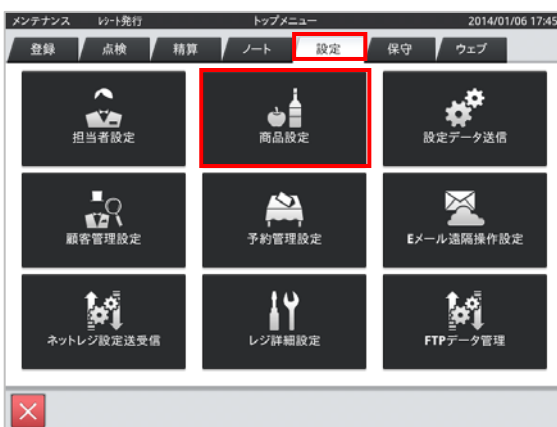 メンテナンス ﾚｼｰﾄ発行 トップメニュー 2014/01/06 17:45
登録 点検 精算 ノート 設定 保守 ウェブ
担当者設定 商品設定 設定データ送信
顧客管理設定 予約管理設定 Eメール遠隔操作設定
ネットレジ設定送受信 レジ詳細設定 FTPデータ管理